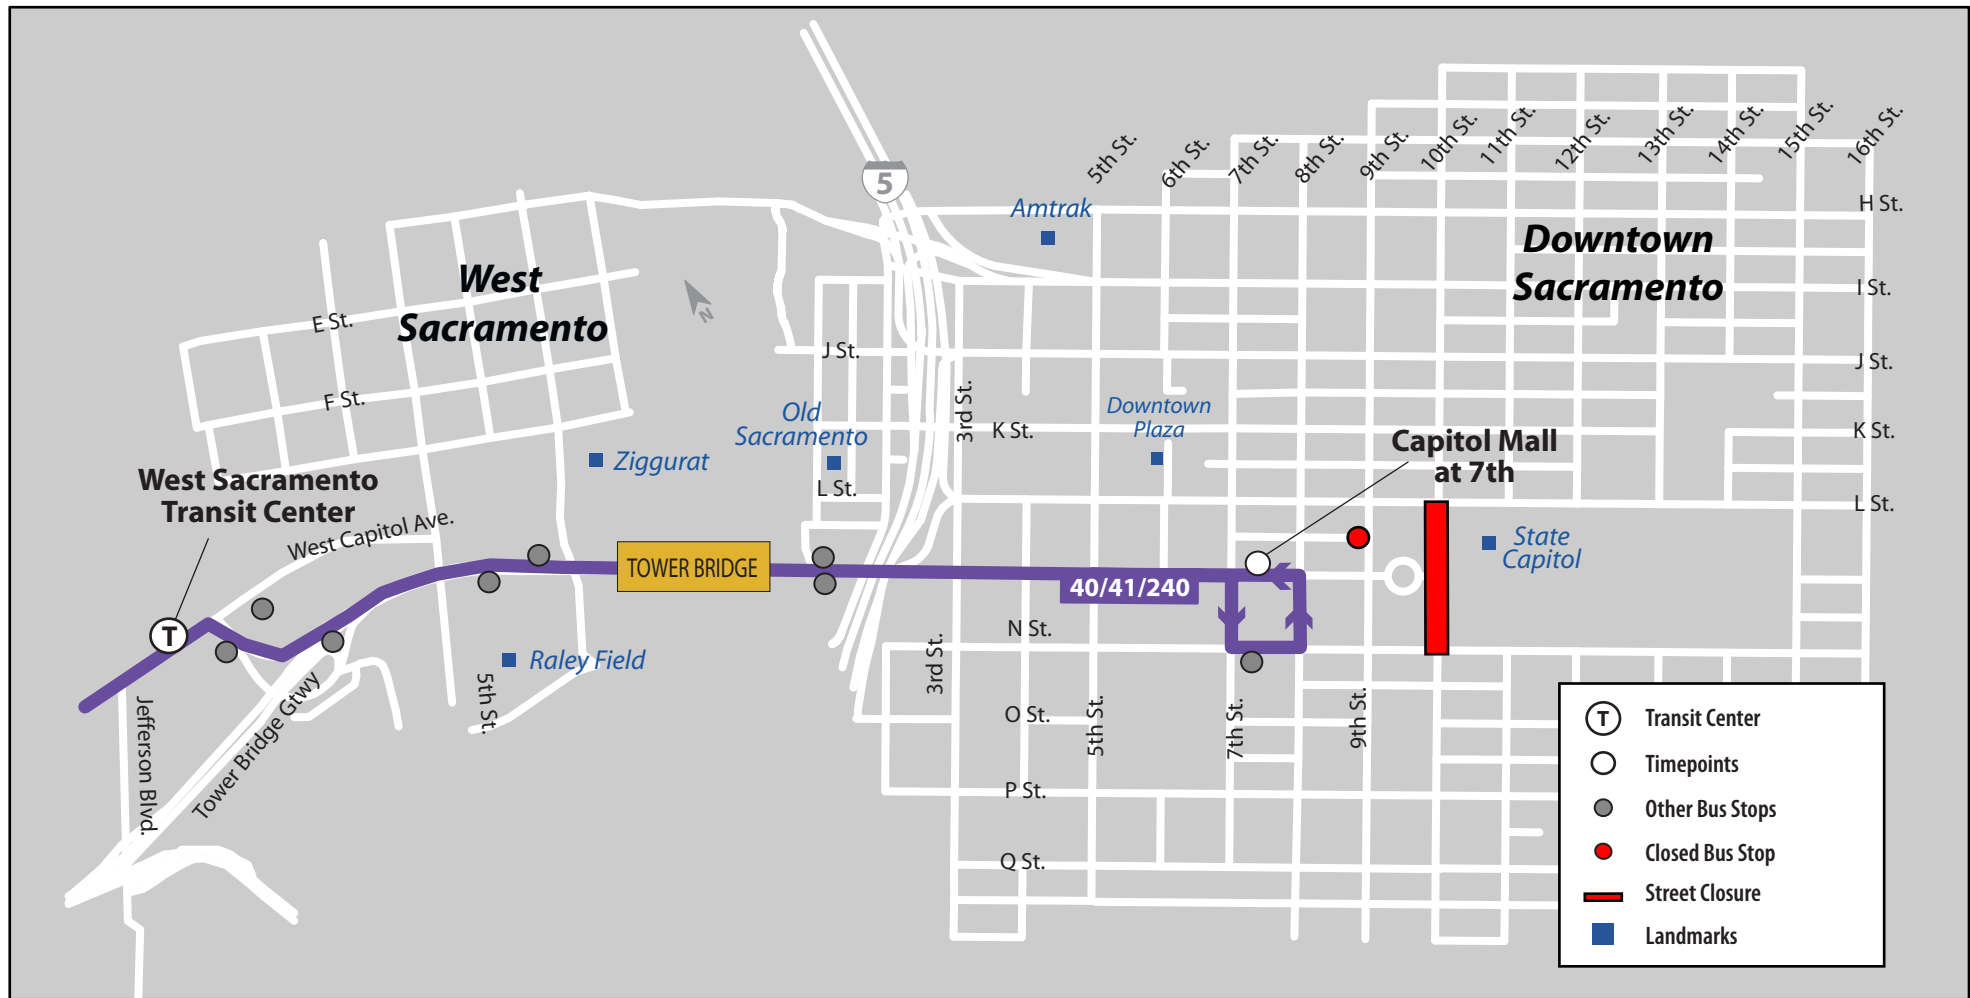 5th St.
6th St.
7th St.
8th St.
9th St.
10th St.
11th St.
12th St.
13th St.
14th St.
15th St.
16th St.
5
Amtrak
H St.
Downtown
Sacramento
West
Sacramento
N
I St.
E St.
J St.
J St.
F St.
Old
Sacramento
3rd St.
K St.
Downtown
Plaza
Capitol Mall
at 7th
K St.
Ziggurat
West Sacramento
Transit Center
L St.
L St.
West Capitol Ave.
State
Capitol
TOWER BRIDGE
40/41/240
T
N St.
Raley Field
3rd St.
5th St.
Jefferson Blvd.
Tower Bridge Gtwy
O St.
5th St.
7th St.
9th St.
P St.
Q St.
T
Transit Center
Timepoints
Other Bus Stops
Closed Bus Stop
Street Closure
Landmarks